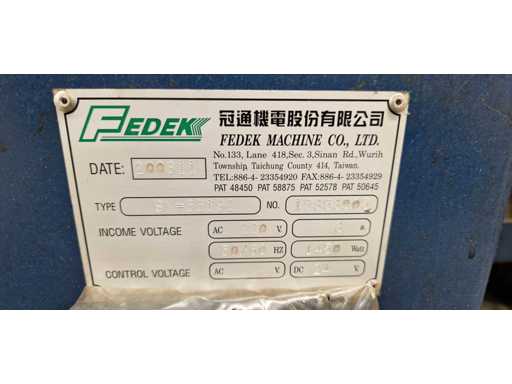 FEDEK
冠通機電股份有限公司
FEDEK MACHINE CO., LTD.
No.133, Lane 418,Sec. 3,Sinan Rd.,Wurih
Township Taichung County 414, Taiwan.
TEL:886-4- 23354920 FAX:886-4- 23354929
PAT 48450 PAT 58875 PAT 52578 PAT 50645
DATE:
TYPE NO.
INCOME VOLTAGE AC V. a.
HZ Watt
CONTROL VOLTAGE AC V. DC V.